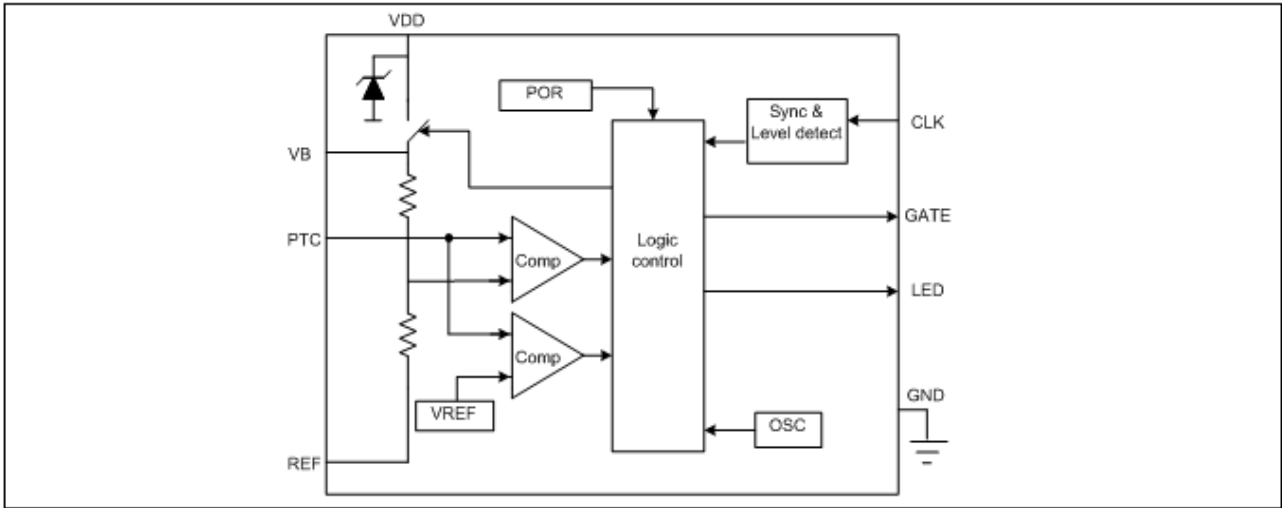 VDD
POR
Sync &
Level detect
CLK
VB
GATE
PTC
Comp
Logic
control
LED
Comp
VREF
GND
OSC
REF